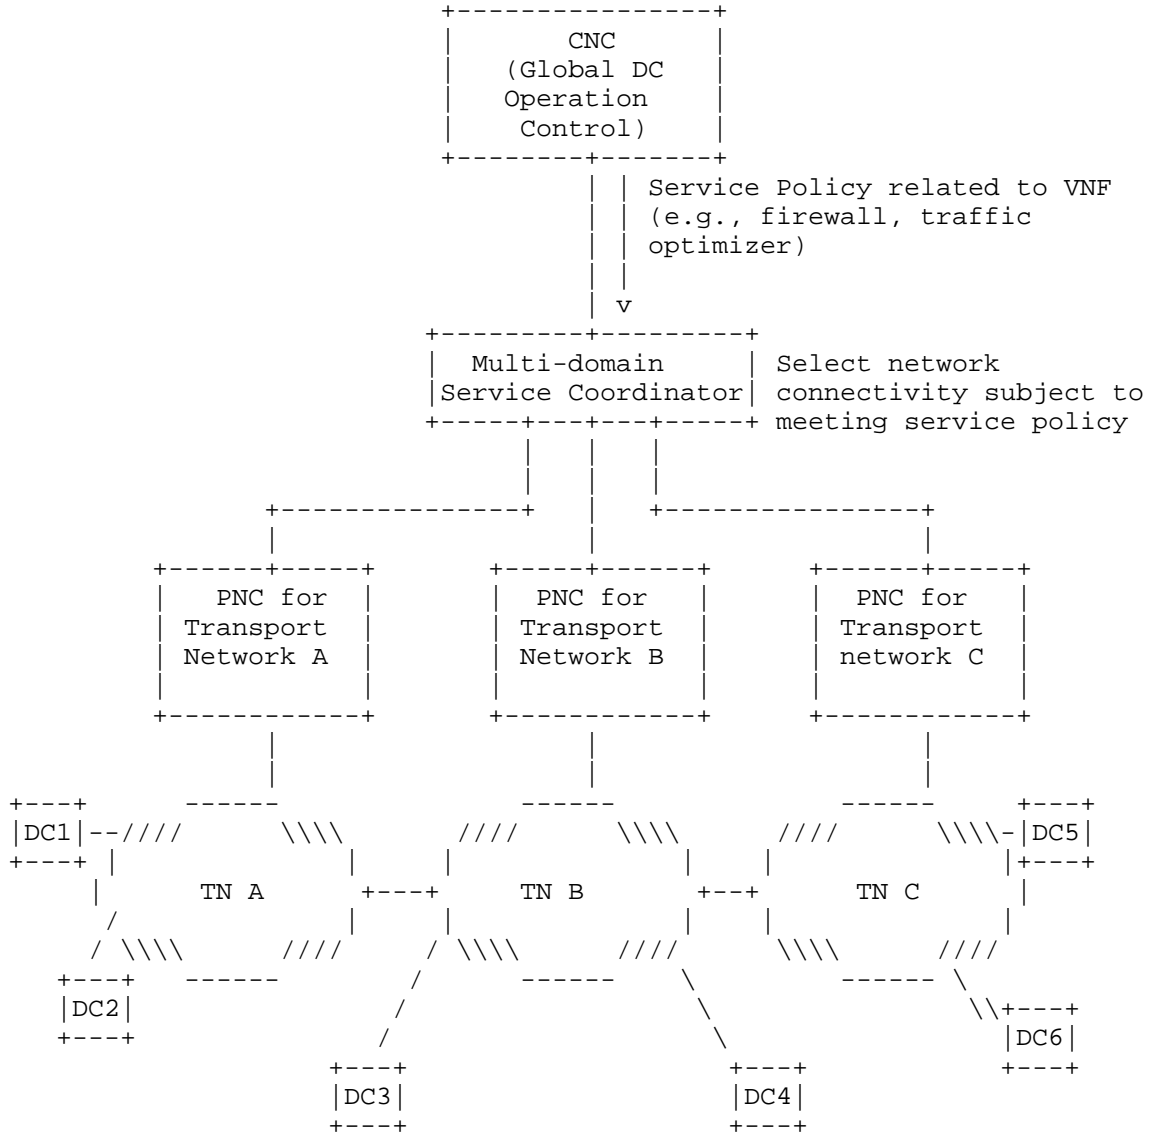 CNC
(Global DC
Operation
Control)
Service Policy related to VNF
(e.g., firewall, traffic
optimizer)
v
Multi-domain
Service Coordinator
Select network
connectivity subject to
meeting service policy
PNC for
Transport
Network A
PNC for
Transport
Network B
PNC for
Transport
network C
DC1
DC5
TN A
TN B
TN C
DC2
DC6
DC3
DC4